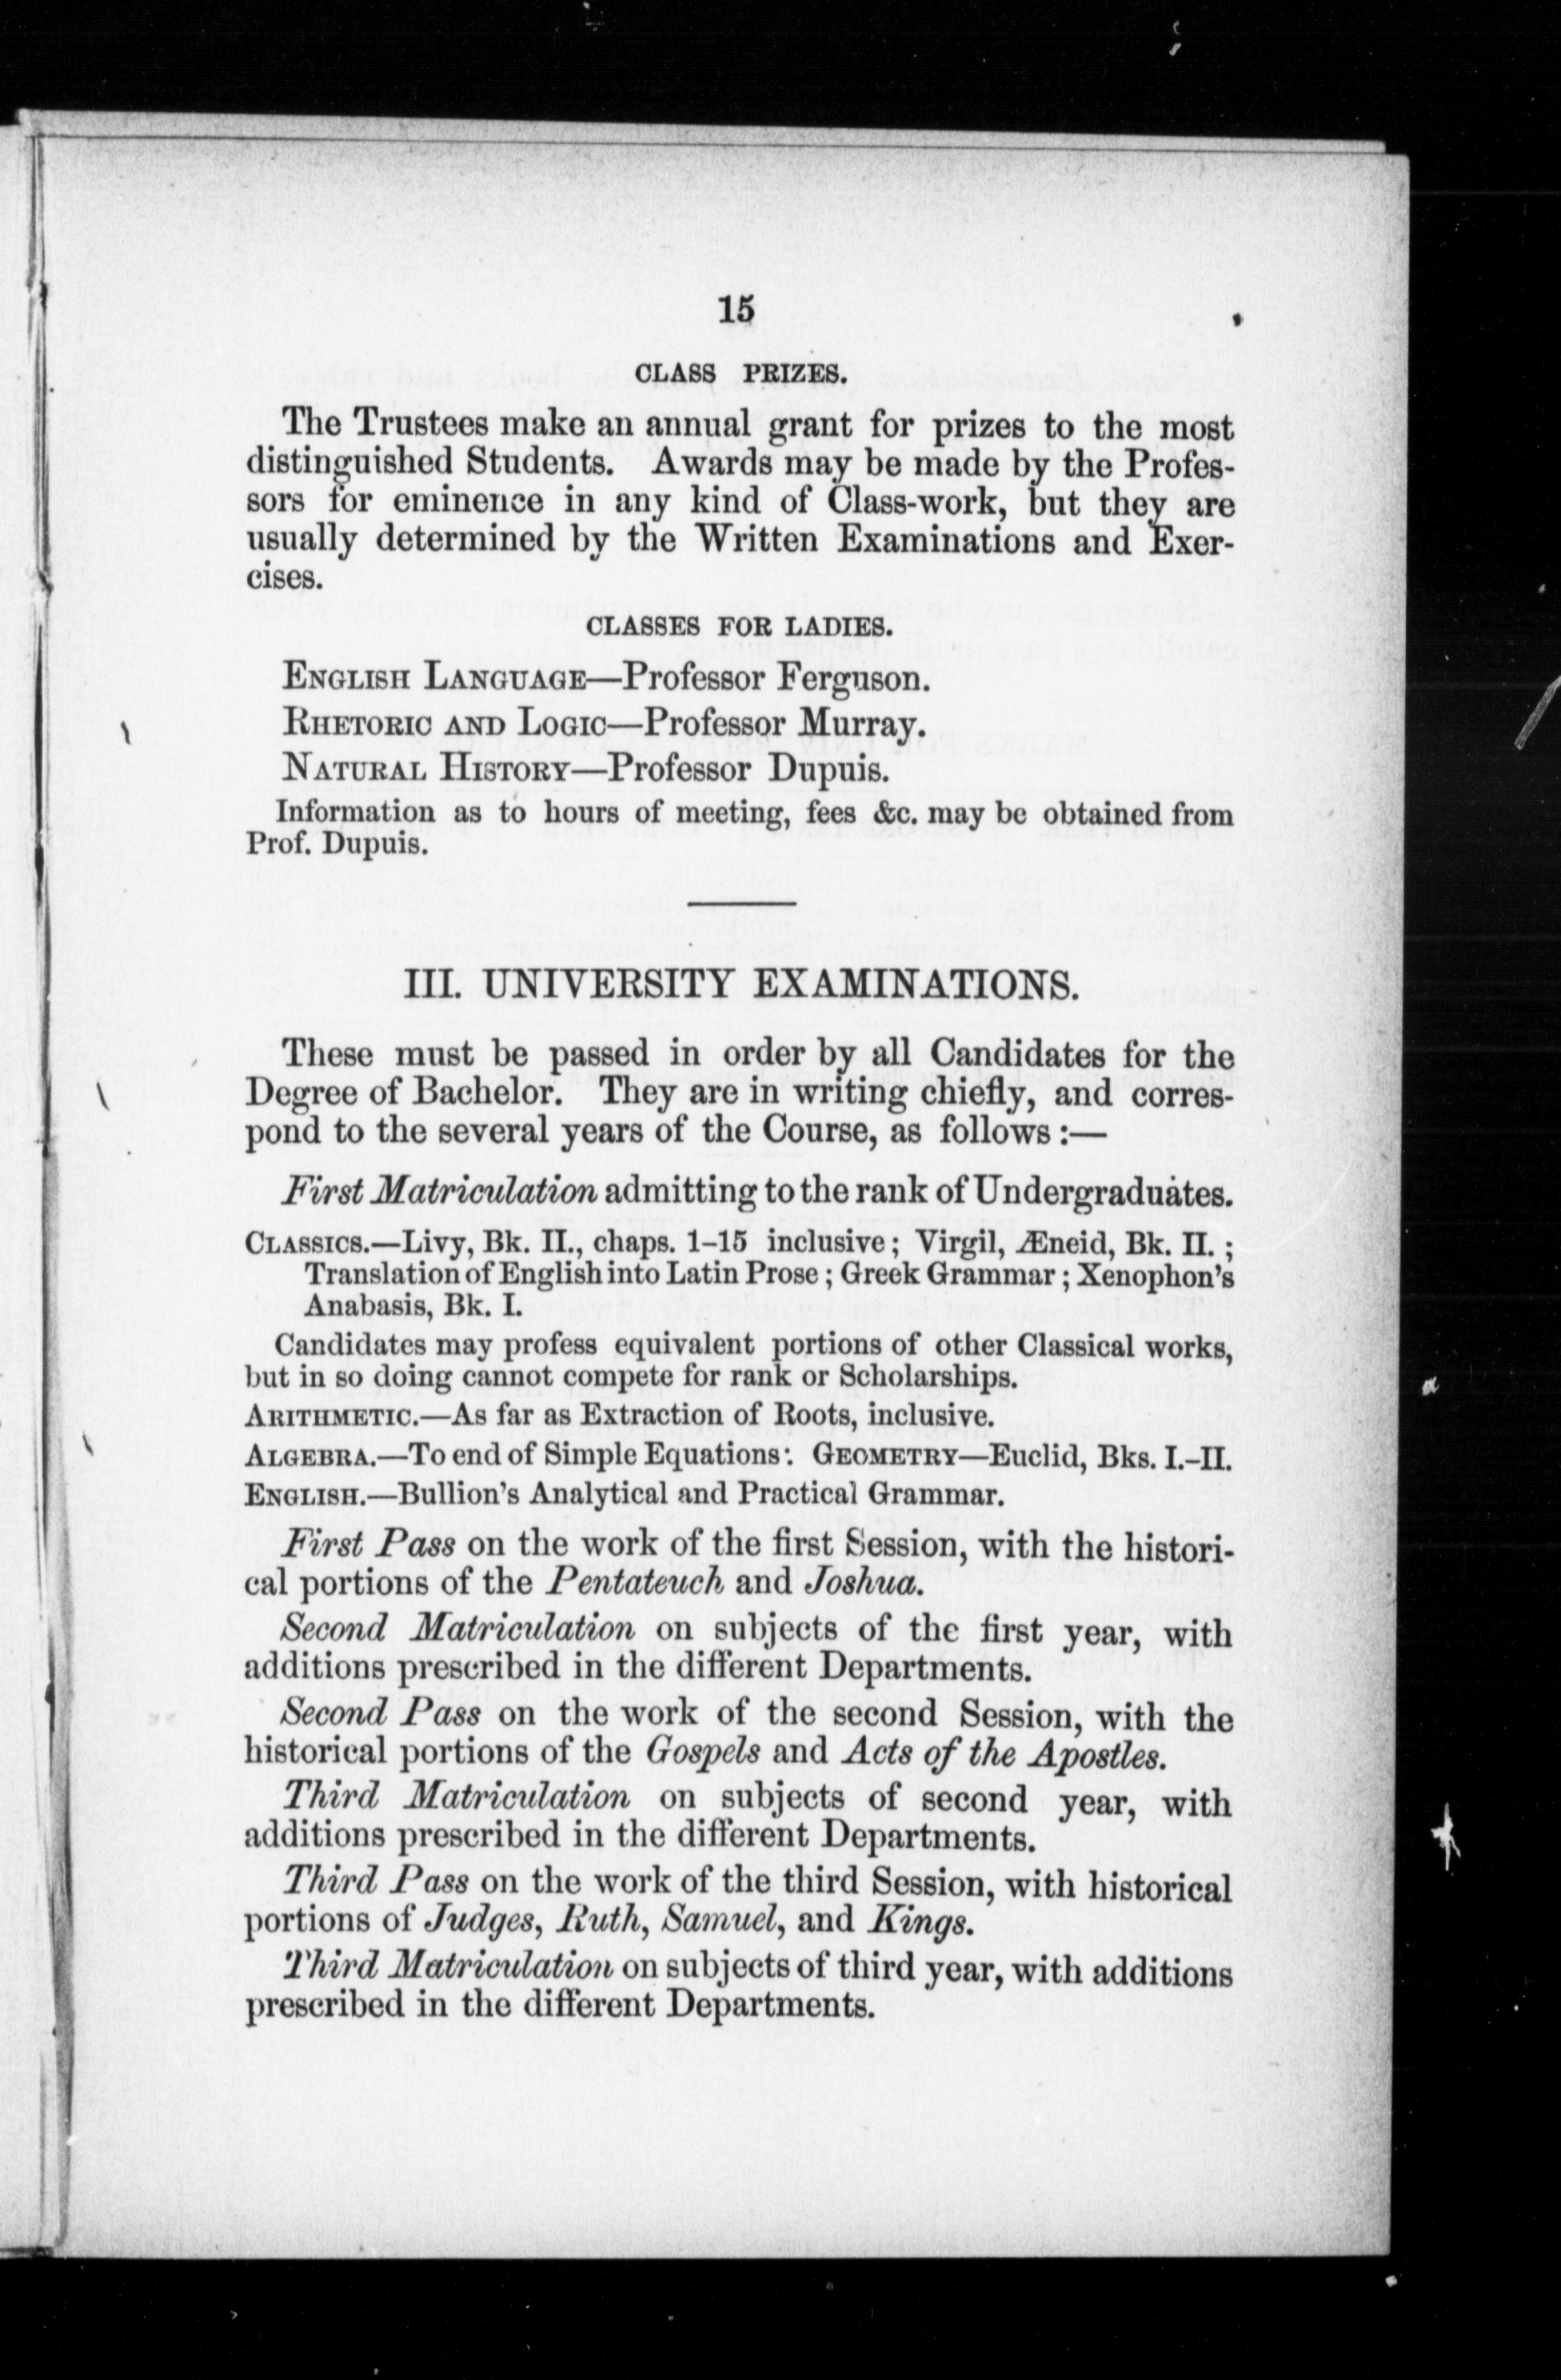 15
CLASS PRIZES.
The Trustees make an annual grant for prizes to the most
distinguished Students. Awards may be made by the Profes-
sors for eminence in any kind of Class-work, but they are
usually determined by the Written Examinations and Exer-
cises.
CLASSES FOR LADIES.
ENGLISH LANGUAGE—Professor Ferguson.
RHETORIC AND LOGIC—Professor Murray.
NATURAL HISTORY—Professor Dupuis.
Information as to hours of meeting, fees &c. may be obtained from
Prof. Dupuis.
III. UNIVERSITY EXAMINATIONS.
These must be passed in order by all Candidates for the
Degree of Bachelor. They are in writing chiefly, and corres-
pond to the several years of the Course, as follows :—
First Matriculation admitting to the rank of Undergraduates.
CLASSICS.—Livy, Bk. II., chaps. 1-15 inclusive; Virgil, Æneid, Bk. II. ;
Translation of English into Latin Prose; Greek Grammar; Xenophon's
Anabasis, Bk. I.
Candidates may profess equivalent portions of other Classical works,
but in so doing cannot compete for rank or Scholarships.
ARITHMETIC.—As far as Extraction of Roots, inclusive.
ALGEBRA.—To end of Simple Equations: GEOMETRY—Euclid, Bks. I.-II.
ENGLISH.—Bullion's Analytical and Practical Grammar.
First Pass on the work of the first Session, with the histori-
cal portions of the Pentateuch and Joshua.
Second Matriculation on subjects of the first year, with
additions prescribed in the different Departments.
Second Pass on the work of the second Session, with the
historical portions of the Gospels and Acts of the Apostles.
Third Matriculation on subjects of second year, with
additions prescribed in the different Departments.
Third Pass on the work of the third Session, with historical
portions of Judges, Ruth, Samuel, and Kings.
Third Matriculation on subjects of third year, with additions
prescribed in the different Departments.